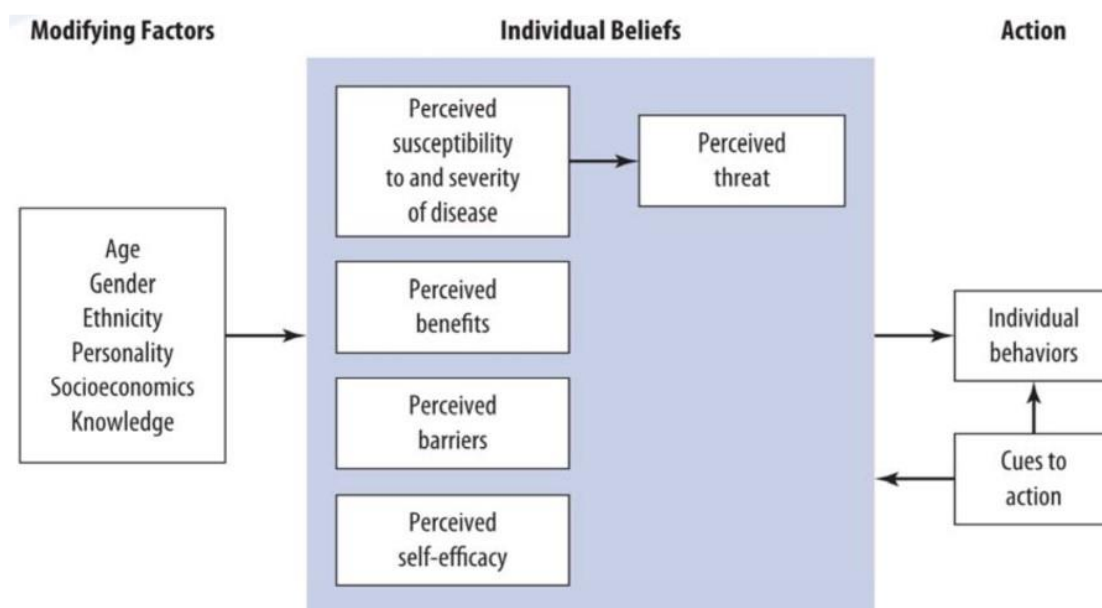 Modifying Factors
Individual Beliefs
Action
Age
Gender
Ethnicity
Personality
Socioeconomics
Knowledge
Perceived
susceptibility
to and severity
of disease
Perceived
threat
Perceived
benefits
Perceived
barriers
Perceived
self-efficacy
Individual
behaviors
Cues to
action